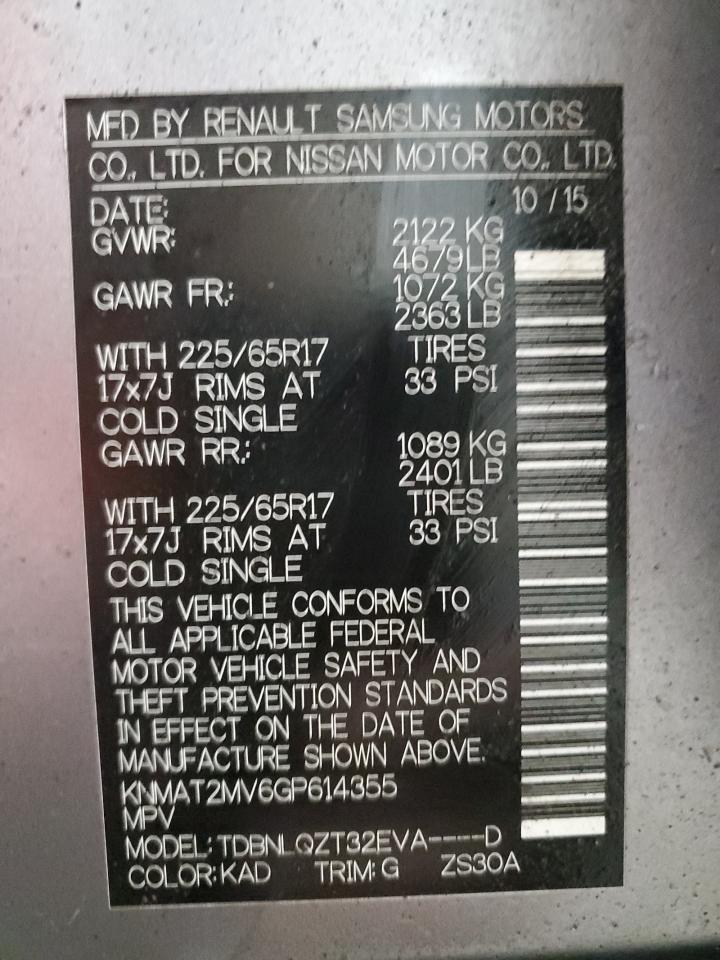 MFD BY RENAULT SAMSUNG MOTORS
CO., LTD. FOR NISSAN MOTOR CO., LTD.
DATE: 10 / 15
GVWR: 2122 KG
4679 LB
GAWR FR.: 1072 KG
2363 LB
WITH 225/65R17 TIRES
17x7J RIMS AT 33 PSI
COLD SINGLE
GAWR RR.: 1089 KG
2401 LB
WITH 225/65R17 TIRES
17x7J RIMS AT 33 PSI
COLD SINGLE
THIS VEHICLE CONFORMS TO
ALL APPLICABLE FEDERAL
MOTOR VEHICLE SAFETY AND
THEFT PREVENTION STANDARDS
IN EFFECT ON THE DATE OF
MANUFACTURE SHOWN ABOVE.
KNMAT2MV6GP614355
MPV
MODEL: TDBNLQZT32EVA----D
COLOR: KAD TRIM: G ZS30A